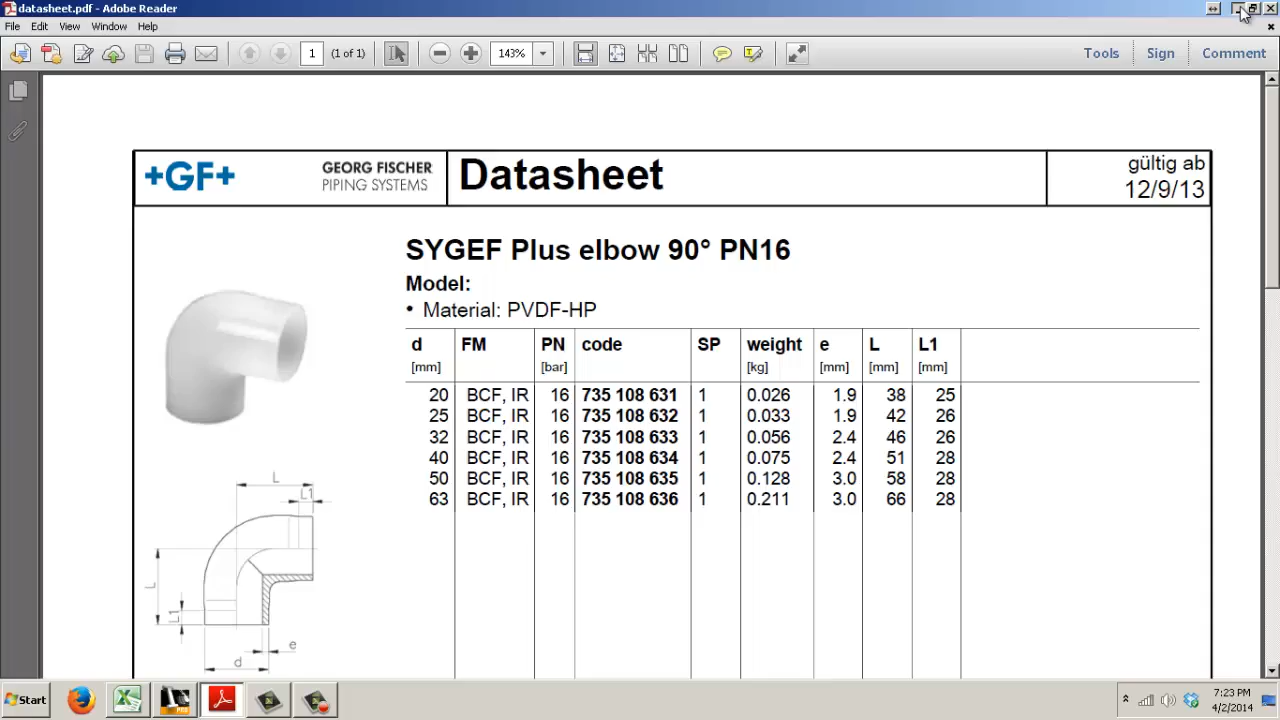 datasheet.pdf - Adobe Reader
File Edit View Window Help
1 (1 of 1) 143% Tools Sign Comment
+GF+ GEORG FISCHER PIPING SYSTEMS Datasheet gültig ab 12/9/13
SYGEF Plus elbow 90° PN16
Model:
• Material: PVDF-HP
d FM PN code SP weight e L L1
[mm] [bar] [kg] [mm] [mm] [mm]
20 BCF, IR 16 735 108 631 1 0.026 1.9 38 25
25 BCF, IR 16 735 108 632 1 0.033 1.9 42 26
32 BCF, IR 16 735 108 633 1 0.056 2.4 46 26
40 BCF, IR 16 735 108 634 1 0.075 2.4 51 28
50 BCF, IR 16 735 108 635 1 0.128 3.0 58 28
63 BCF, IR 16 735 108 636 1 0.211 3.0 66 28
L
L1
L
L1
e
d
Start 7:23 PM
4/2/2014